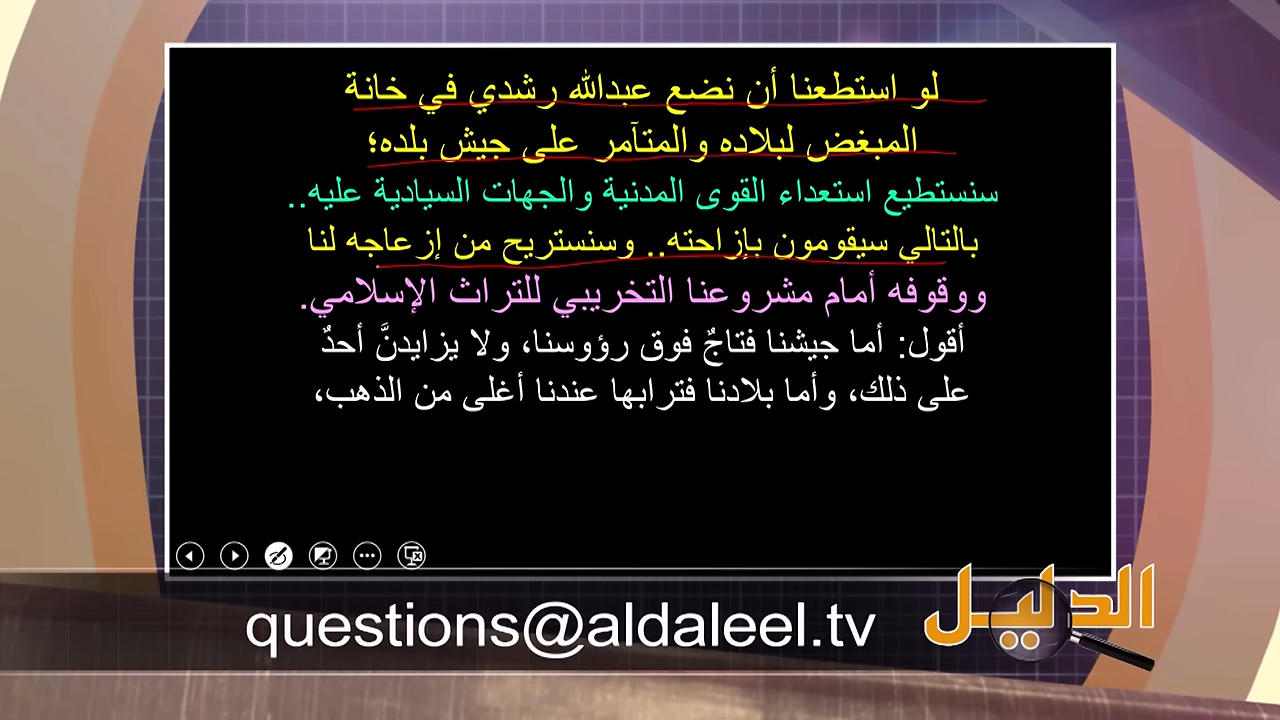 لو استطعنا أن نضع عبدالله رشدي في خانة
المبغض لبلاده والمتآمر على جيش بلده؛
سنستطيع استعداء القوى المدنية والجهات السيادية عليه..
بالتالي سيقومون بإزاحته.. وسنستريح من إزعاجه لنا
ووقوفه أمام مشروعنا التخريبي للتراث الإسلامي.
أقول: أما جيشنا فتاجٌ فوق رؤوسنا، ولا يزايدنَّ أحدٌ
على ذلك، وأما بلادنا فترابها عندنا أغلى من الذهب،
questions@aldaleel.tv
الدليل